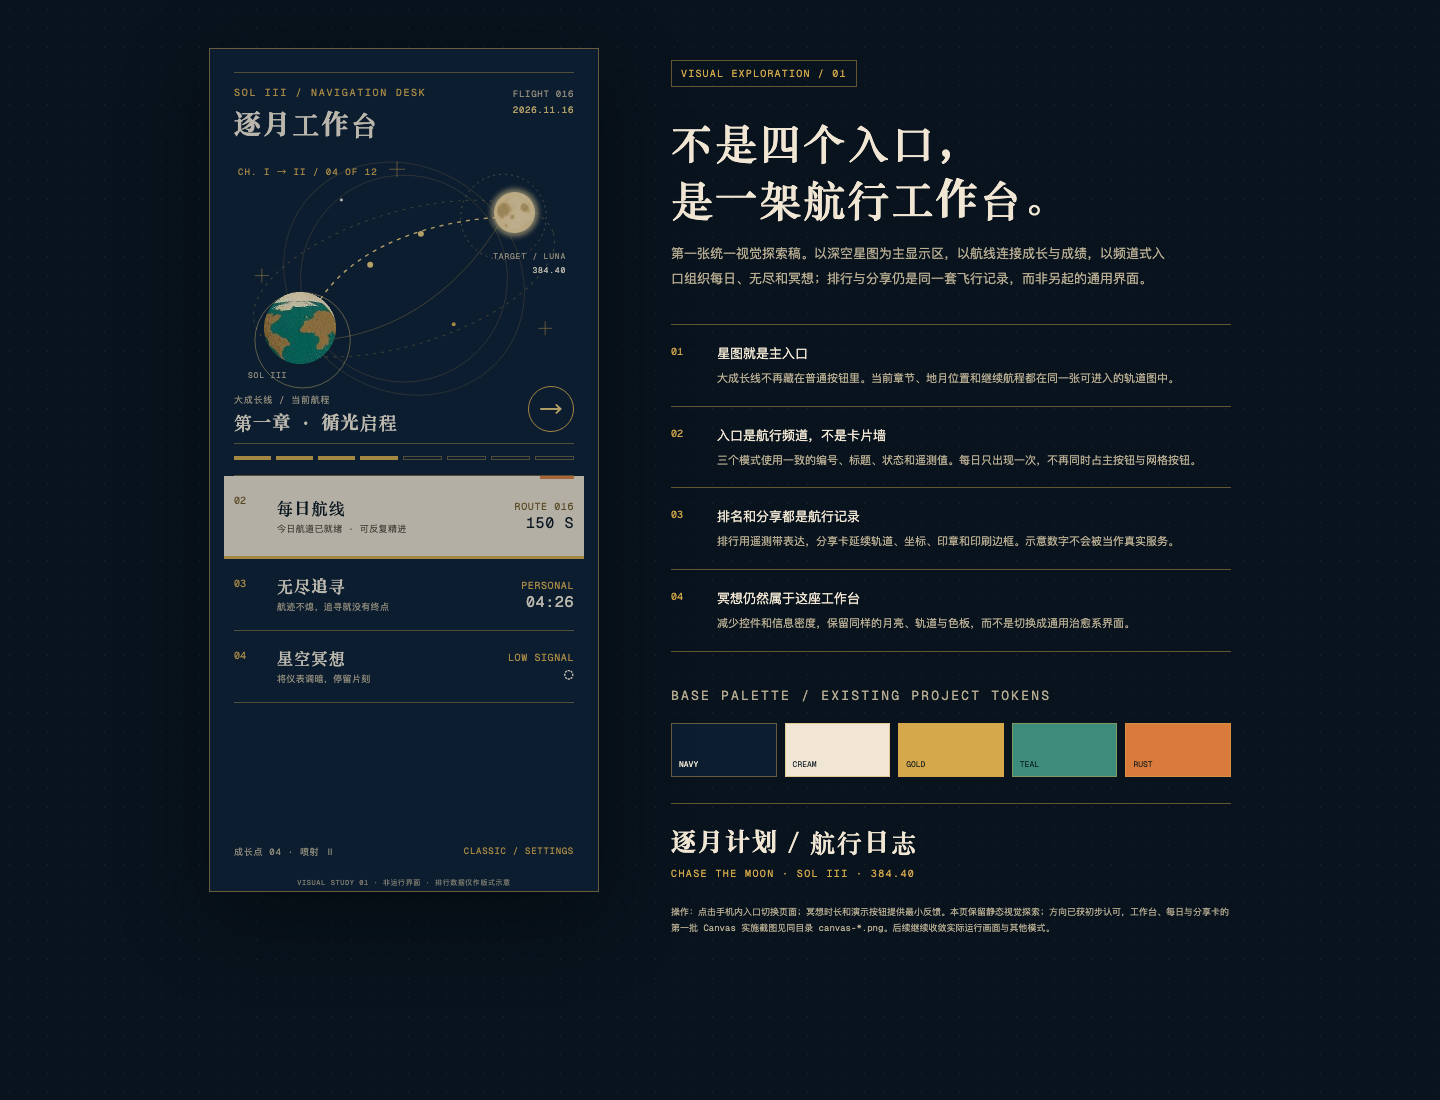 SOL III / NAVIGATION DESK
FLIGHT 016
2026.11.16
逐月工作台
CH. I → II / 04 OF 12
TARGET / LUNA
384.40
SOL III
大成长线 / 当前航程
第一章 · 循光启程
02
每日航线
今日航道已就绪 · 可反复精进
ROUTE 016
150 S
03
无尽追寻
航迹不熄，追寻就没有终点
PERSONAL
04:26
04
星空冥想
将仪表调暗，停留片刻
LOW SIGNAL
成长点 04 · 喷射 Ⅱ
CLASSIC / SETTINGS
VISUAL STUDY 01 · 非运行界面 · 排行数据仅作版式示意
VISUAL EXPLORATION / 01
不是四个入口，
是一架航行工作台。
第一张统一视觉探索稿。以深空星图为主显示区，以航线连接成长与成绩，以频道式入
口组织每日、无尽和冥想；排行与分享仍是同一套飞行记录，而非另起的通用界面。
01
星图就是主入口
大成长线不再藏在普通按钮里。当前章节、地月位置和继续航程都在同一张可进入的轨道图中。
02
入口是航行频道，不是卡片墙
三个模式使用一致的编号、标题、状态和遥测值。每日只出现一次，不再同时占主按钮与网格按钮。
03
排名和分享都是航行记录
排行用遥测带表达，分享卡延续轨道、坐标、印章和印刷边框。示意数字不会被当作真实服务。
04
冥想仍然属于这座工作台
减少控件和信息密度，保留同样的月亮、轨道与色板，而不是切换成通用治愈系界面。
BASE PALETTE / EXISTING PROJECT TOKENS
NAVY
CREAM
GOLD
TEAL
RUST
逐月计划 / 航行日志
CHASE THE MOON · SOL III · 384.40
操作：点击手机内入口切换页面；冥想时长和演示按钮提供最小反馈。本页保留静态视觉探索；方向已获初步认可，工作台、每日与分享卡的
第一批 Canvas 实施截图见同目录 canvas-*.png。后续继续收敛实际运行画面与其他模式。